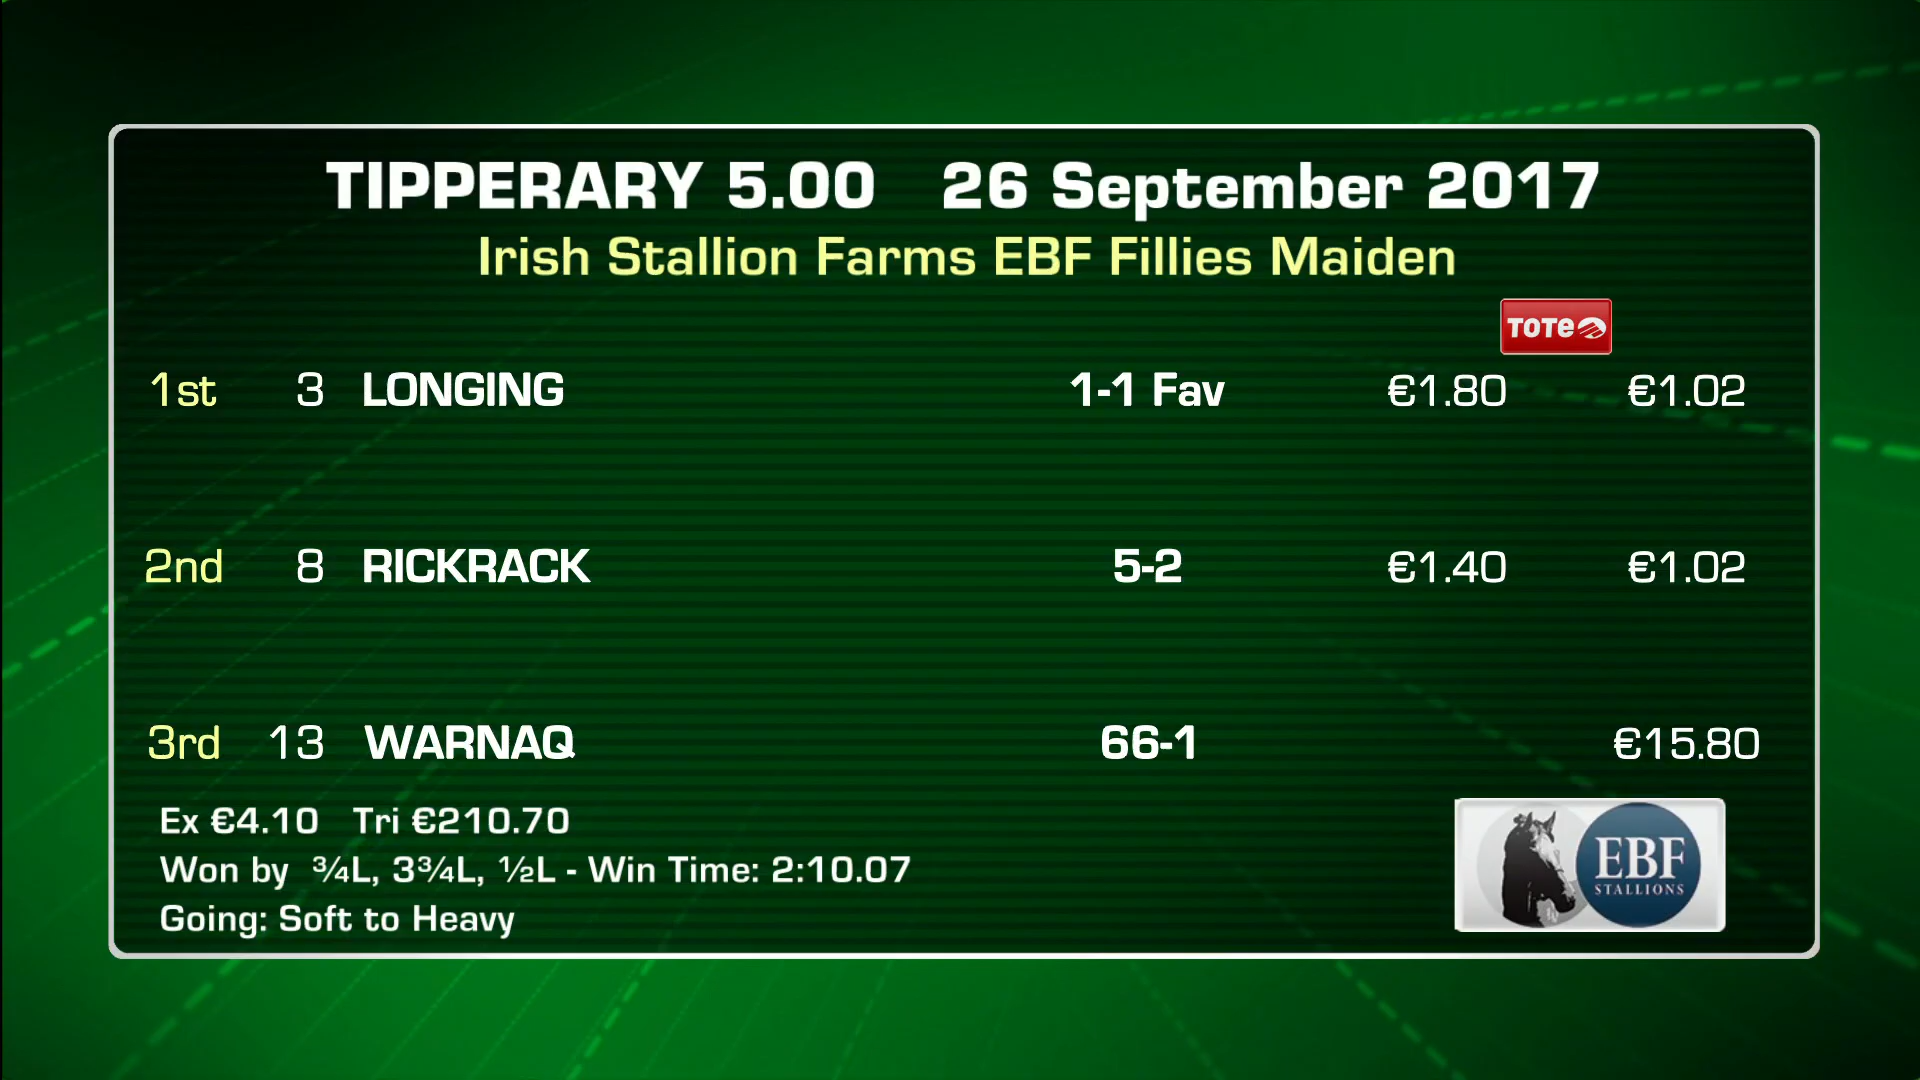 TIPPERARY 5.00 26 September 2017
Irish Stallion Farms EBF Fillies Maiden
TOTE
1st 3 LONGING 1-1 Fav €1.80 €1.02
2nd 8 RICKRACK 5-2 €1.40 €1.02
3rd 13 WARNAQ 66-1 €15.80
Ex €4.10 Tri €210.70
Won by ¾L, 3¾L, ½L - Win Time: 2:10.07
Going: Soft to Heavy
EBF
STALLIONS